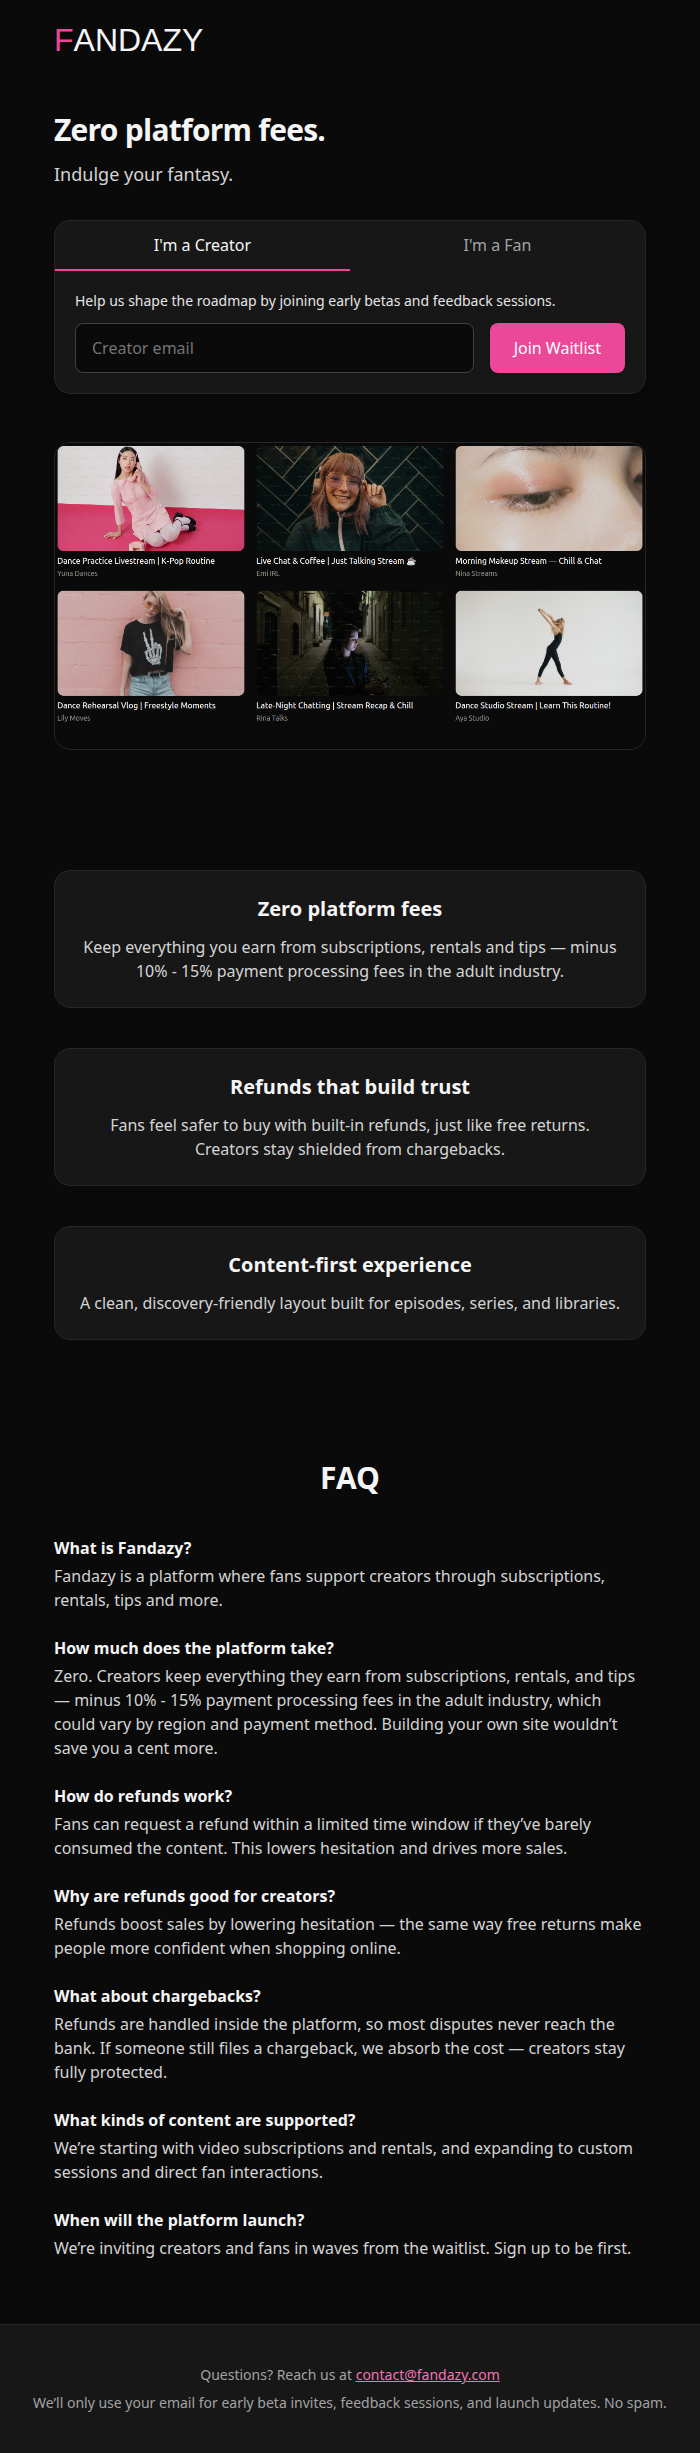 FANDAZY
Zero platform fees.
Indulge your fantasy.
I'm a Creator
I'm a Fan
Help us shape the roadmap by joining early betas and feedback sessions.
Creator email
Join Waitlist
Dance Practice Livestream | K-Pop Routine
Yuna Dances
Live Chat & Coffee | Just Talking Stream ☕
Emi IRL
Morning Makeup Stream — Chill & Chat
Nina Streams
Dance Rehearsal Vlog | Freestyle Moments
Lily Moves
Late-Night Chatting | Stream Recap & Chill
Rina Talks
Dance Studio Stream | Learn This Routine!
Aya Studio
Zero platform fees
Keep everything you earn from subscriptions, rentals and tips — minus
10% - 15% payment processing fees in the adult industry.
Refunds that build trust
Fans feel safer to buy with built-in refunds, just like free returns.
Creators stay shielded from chargebacks.
Content-first experience
A clean, discovery-friendly layout built for episodes, series, and libraries.
FAQ
What is Fandazy?
Fandazy is a platform where fans support creators through subscriptions,
rentals, tips and more.
How much does the platform take?
Zero. Creators keep everything they earn from subscriptions, rentals, and tips
— minus 10% - 15% payment processing fees in the adult industry, which
could vary by region and payment method. Building your own site wouldn’t
save you a cent more.
How do refunds work?
Fans can request a refund within a limited time window if they’ve barely
consumed the content. This lowers hesitation and drives more sales.
Why are refunds good for creators?
Refunds boost sales by lowering hesitation — the same way free returns make
people more confident when shopping online.
What about chargebacks?
Refunds are handled inside the platform, so most disputes never reach the
bank. If someone still files a chargeback, we absorb the cost — creators stay
fully protected.
What kinds of content are supported?
We’re starting with video subscriptions and rentals, and expanding to custom
sessions and direct fan interactions.
When will the platform launch?
We’re inviting creators and fans in waves from the waitlist. Sign up to be first.
Questions? Reach us at contact@fandazy.com
We’ll only use your email for early beta invites, feedback sessions, and launch updates. No spam.